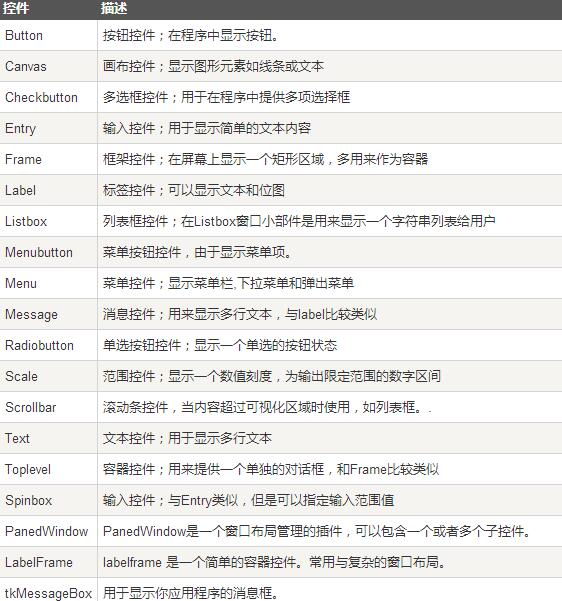 控件 描述
Button 按钮控件；在程序中显示按钮。
Canvas 画布控件；显示图形元素如线条或文本
Checkbutton 多选框控件；用于在程序中提供多项选择框
Entry 输入控件；用于显示简单的文本内容
Frame 框架控件；在屏幕上显示一个矩形区域，多用来作为容器
Label 标签控件；可以显示文本和位图
Listbox 列表框控件；在Listbox窗口小部件是用来显示一个字符串列表给用户
Menubutton 菜单按钮控件，由于显示菜单项。
Menu 菜单控件；显示菜单栏,下拉菜单和弹出菜单
Message 消息控件；用来显示多行文本，与label比较类似
Radiobutton 单选按钮控件；显示一个单选的按钮状态
Scale 范围控件；显示一个数值刻度，为输出限定范围的数字区间
Scrollbar 滚动条控件，当内容超过可视化区域时使用，如列表框。.
Text 文本控件；用于显示多行文本
Toplevel 容器控件；用来提供一个单独的对话框，和Frame比较类似
Spinbox 输入控件；与Entry类似，但是可以指定输入范围值
PanedWindow PanedWindow是一个窗口布局管理的插件，可以包含一个或者多个子控件。
LabelFrame labelframe 是一个简单的容器控件。常用与复杂的窗口布局。
tkMessageBox 用于显示你应用程序的消息框。